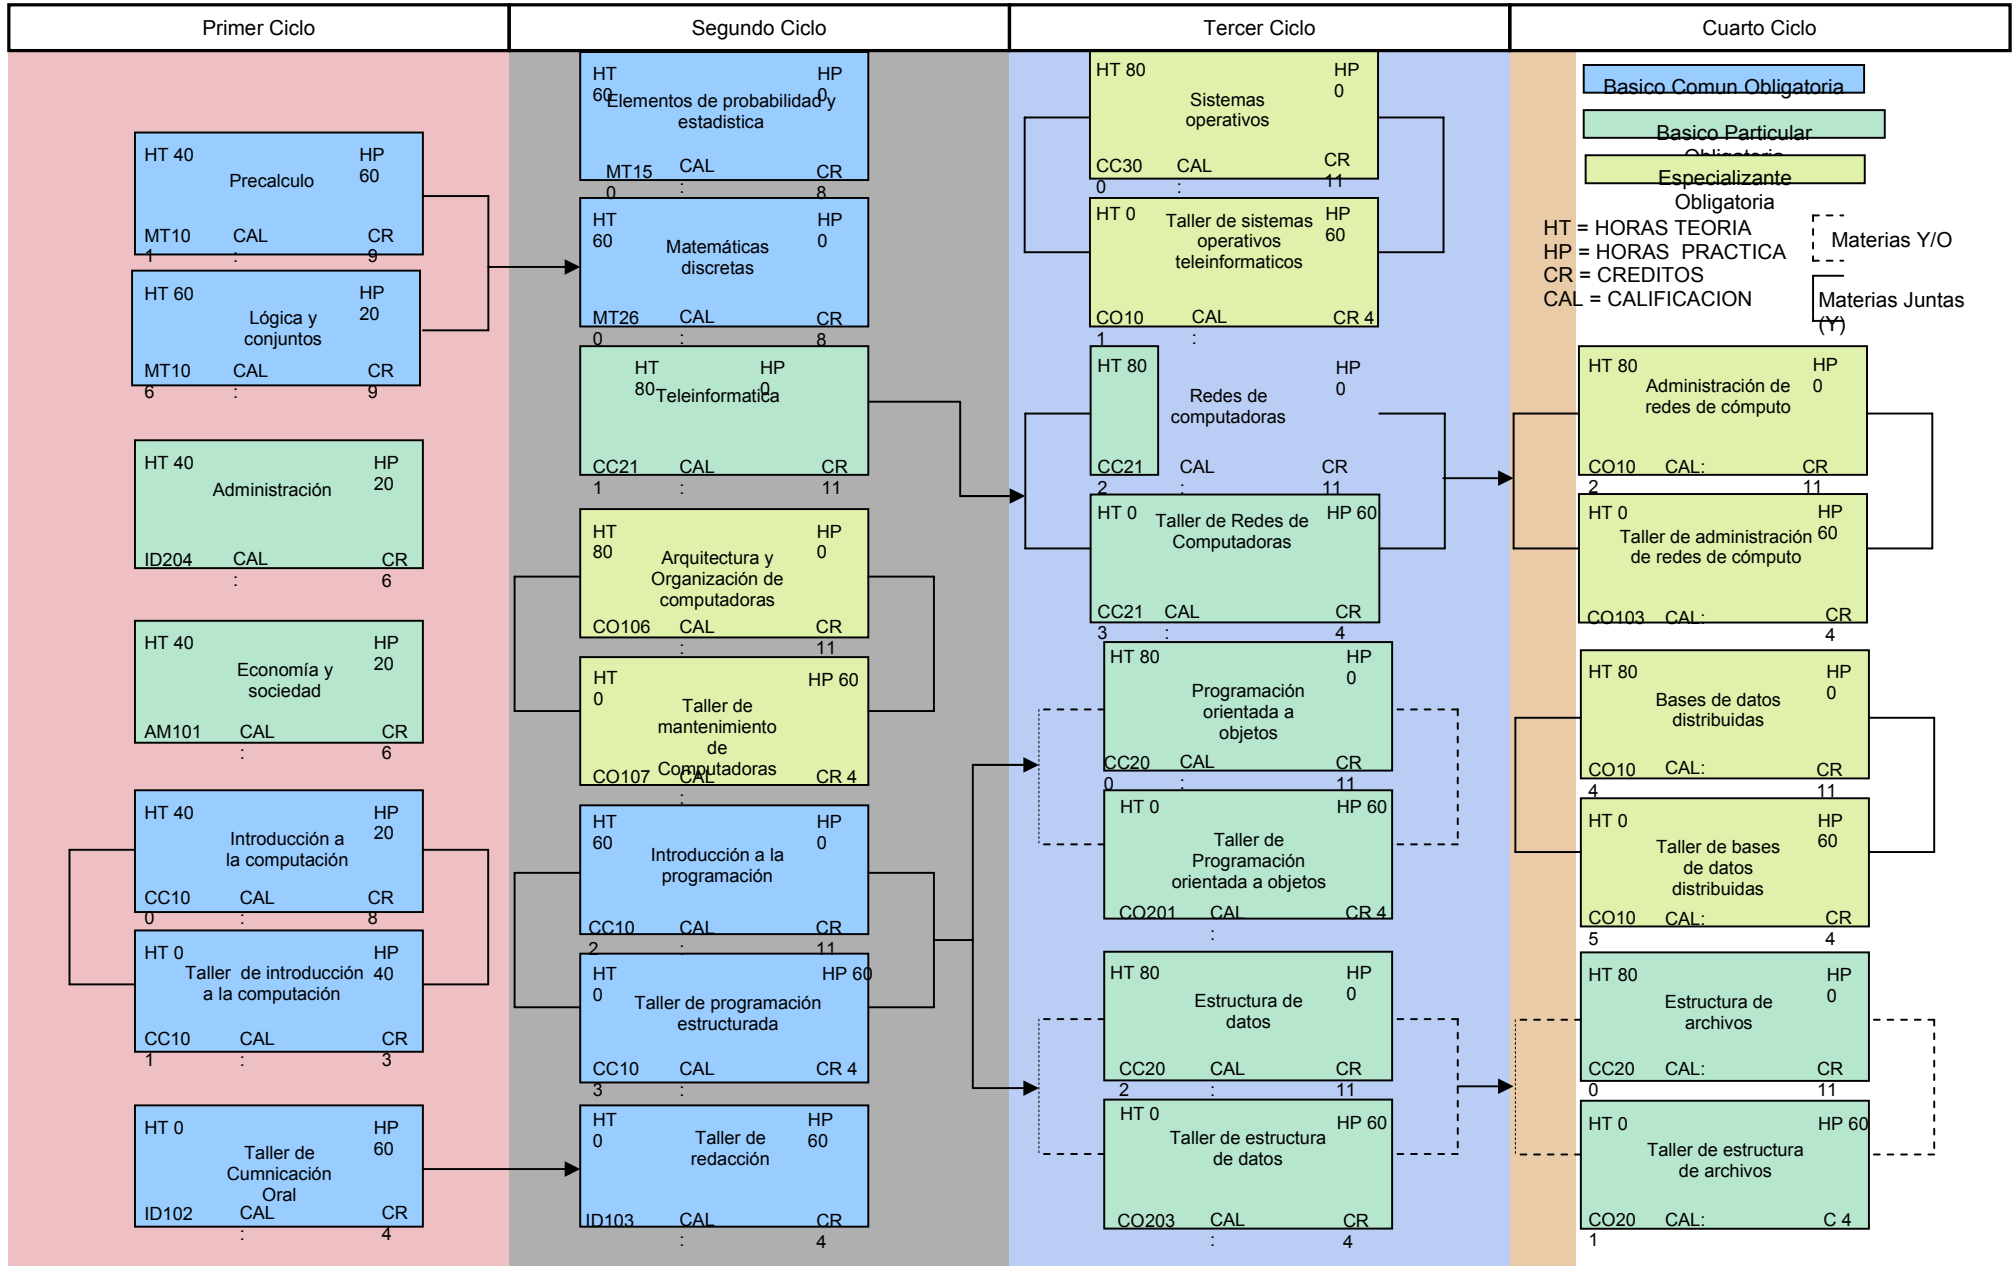 Primer Ciclo
Segundo Ciclo
Tercer Ciclo
Cuarto Ciclo
HT 40
HP
60
Precalculo
MT10
1
CAL
:
CR
9
HT 60
HP
20
Lógica y
conjuntos
MT10
6
CAL
:
CR
9
HT 40
HP
20
Administración
ID204
CAL
:
CR
6
HT 40
HP
20
Economía y
sociedad
AM101
CAL
:
CR
6
HT 40
HP
20
Introducción a
la computación
CC10
0
CAL
:
CR
8
HT 0
HP
40
Taller de introducción
a la computación
CC10
1
CAL
:
CR
3
HT 0
HP
60
Taller de
Cumnicación
Oral
ID102
CAL
:
CR
4
HT
60
HP
0
Elementos de probabilidad y
estadistica
MT15
0
CAL
:
CR
8
HT
60
HP
0
Matemáticas
discretas
MT26
0
CAL
:
CR
8
HT
80
HP
0
Teleinformatica
CC21
1
CAL
:
CR
11
HT
80
HP
0
Arquitectura y
Organización de
computadoras
CO106
CAL
:
CR
11
HT
0
HP 60
Taller de
mantenimiento
de
Computadoras
CO107
CAL
:
CR 4
HT
60
HP
0
Introducción a la
programación
CC10
2
CAL
:
CR
11
HT
0
HP 60
Taller de programación
estructurada
CC10
3
CAL
:
CR 4
HT
0
HP
60
Taller de
redacción
ID103
CAL
:
CR
4
HT 80
HP
0
Sistemas
operativos
CC30
0
CAL
:
CR
11
HT 0
HP
60
Taller de sistemas
operativos
teleinformaticos
CO10
1
CAL
:
CR 4
HT 80
HP
0
Redes de
computadoras
CC21
2
CAL
:
CR
11
HT 0
HP 60
Taller de Redes de
Computadoras
CC21
3
CAL
:
CR
4
HT 80
HP
0
Programación
orientada a
objetos
CC20
0
CAL
:
CR
11
HT 0
HP 60
Taller de
Programación
orientada a objetos
CO201
CAL
:
CR 4
HT 80
HP
0
Estructura de
datos
CC20
2
CAL
:
CR
11
HT 0
HP 60
Taller de estructura
de datos
CO203
CAL
:
CR
4
Basico Comun Obligatoria
Basico Particular
Obligatoria
Especializante
Obligatoria
HT = HORAS TEORIA
HP = HORAS PRACTICA
CR = CREDITOS
CAL = CALIFICACION
Materias Y/O
Materias Juntas
(Y)
HT 80
HP
0
Administración de
redes de cómputo
CO10
2
CAL:
CR
11
HT 0
HP
60
Taller de administración
de redes de cómputo
CO103
CAL:
CR
4
HT 80
HP
0
Bases de datos
distribuidas
CO10
4
CAL:
CR
11
HT 0
HP
60
Taller de bases
de datos
distribuidas
CO10
5
CAL:
CR
4
HT 80
HP
0
Estructura de
archivos
CC20
0
CAL:
CR
11
HT 0
HP 60
Taller de estructura
de archivos
CO20
1
CAL:
C 4